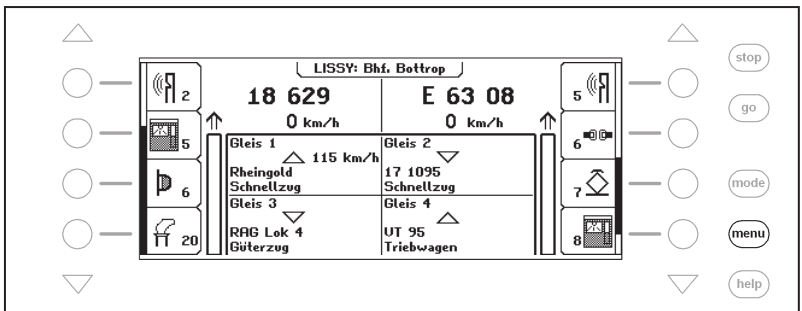 LISSY: Bhf. Bottrop
18 629
E 63 08
0 km/h
0 km/h
2
5
6
20
Gleis 1
115 km/h
Rheingold
Schnellzug
Gleis 2
17 1095
Schnellzug
Gleis 3
RAG Lok 4
Güterzug
Gleis 4
VT 95
Triebwagen
5
6
7
8
stop
go
mode
menu
help